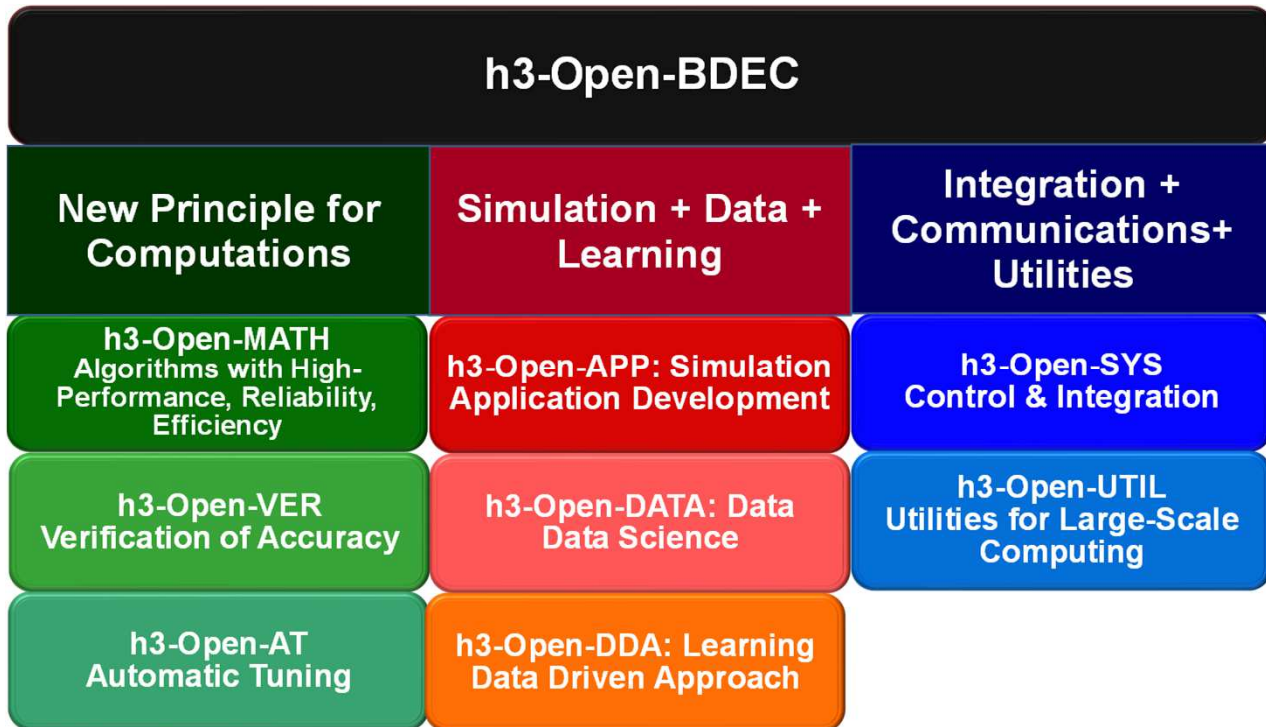 h3-Open-BDEC
New Principle for
Computations
Simulation + Data +
Learning
Integration +
Communications+
Utilities
h3-Open-MATH
Algorithms with High-
Performance, Reliability,
Efficiency
h3-Open-APP: Simulation
Application Development
h3-Open-SYS
Control & Integration
h3-Open-VER
Verification of Accuracy
h3-Open-DATA: Data
Data Science
h3-Open-UTIL
Utilities for Large-Scale
Computing
h3-Open-AT
Automatic Tuning
h3-Open-DDA: Learning
Data Driven Approach